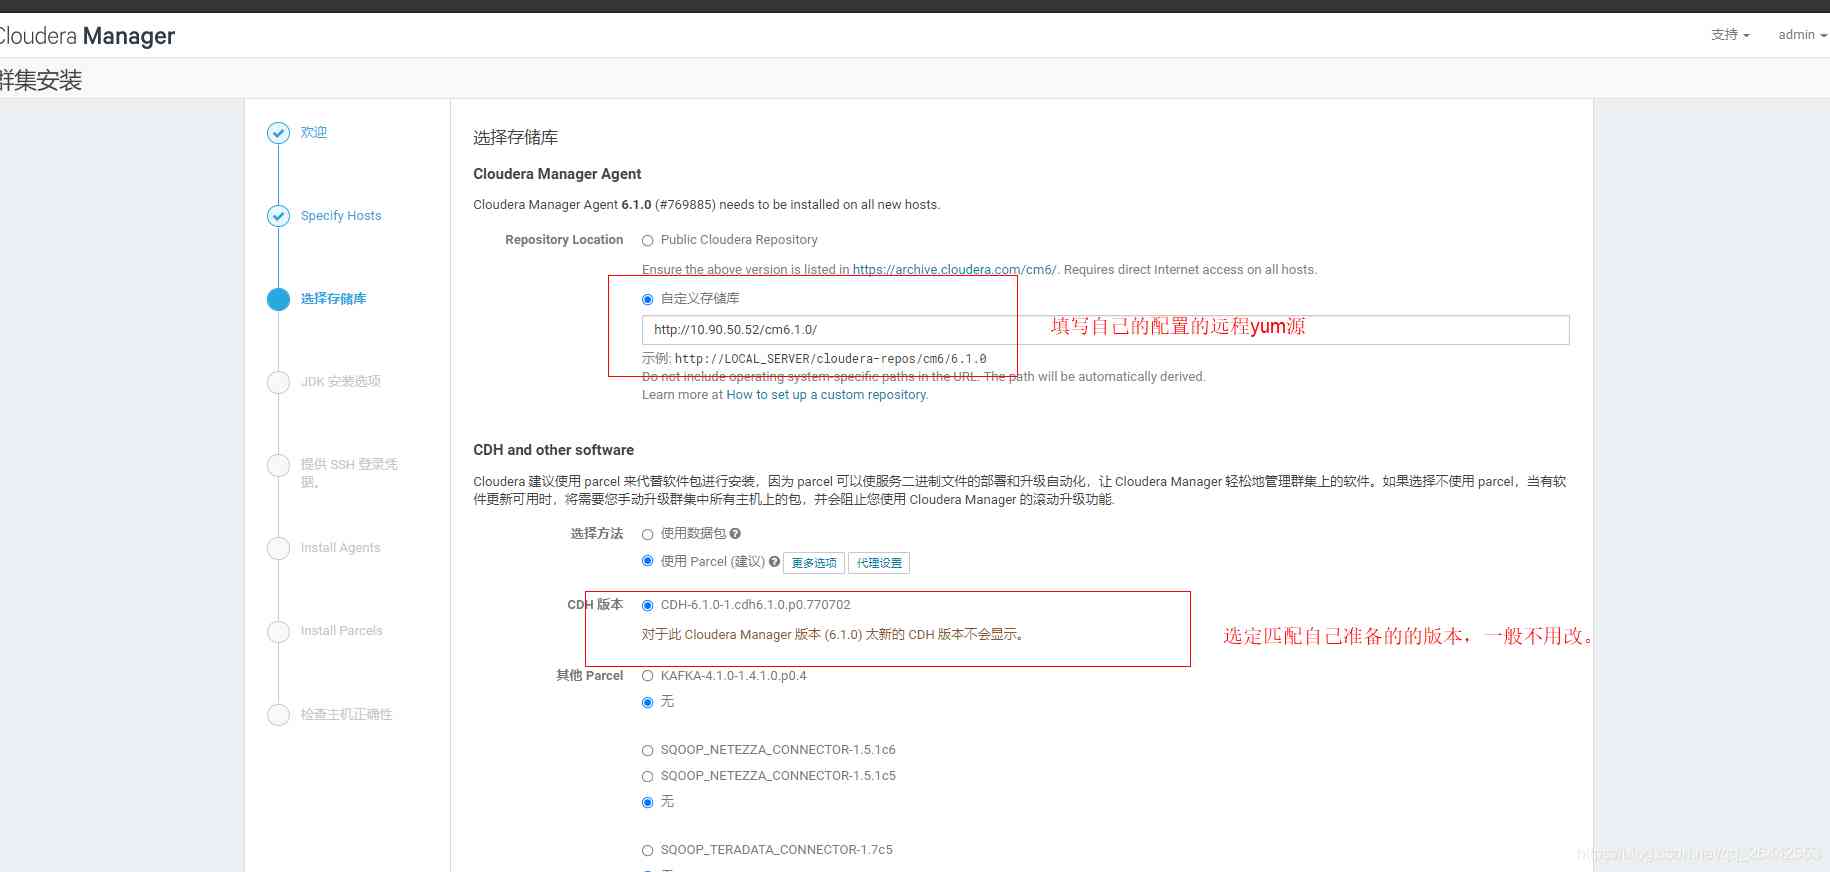 Cloudera Manager
支持
admin
群集安装
欢迎
Specify Hosts
选择存储库
JDK 安装选项
提供 SSH 登录凭
据。
Install Agents
Install Parcels
检查主机正确性
选择存储库
Cloudera Manager Agent
Cloudera Manager Agent 6.1.0 (#769885) needs to be installed on all new hosts.
Repository Location
Public Cloudera Repository
Ensure the above version is listed in https://archive.cloudera.com/cm6/. Requires direct Internet access on all hosts.
自定义存储库
http://10.90.50.52/cm6.1.0/
填写自己的配置的远程yum源
示例: http://LOCAL_SERVER/cloudera-repos/cm6/6.1.0
Do not include operating system-specific paths in the URL. The path will be automatically derived.
Learn more at How to set up a custom repository.
CDH and other software
Cloudera 建议使用 parcel 来代替软件包进行安装，因为 parcel 可以使服务二进制文件的部署和升级自动化，让 Cloudera Manager 轻松地管理群集上的软件。如果选择不使用 parcel，当有软
件更新可用时，将需要您手动升级群集中所有主机上的包，并会阻止您使用 Cloudera Manager 的滚动升级功能.
选择方法
使用数据包
使用 Parcel (建议)
更多选项
代理设置
CDH 版本
CDH-6.1.0-1.cdh6.1.0.p0.770702
对于此 Cloudera Manager 版本 (6.1.0) 太新的 CDH 版本不会显示。
选定匹配自己准备的的版本，一般不用改。
其他 Parcel
KAFKA-4.1.0-1.4.1.0.p0.4
无
SQOOP_NETEZZA_CONNECTOR-1.5.1c6
SQOOP_NETEZZA_CONNECTOR-1.5.1c5
无
SQOOP_TERADATA_CONNECTOR-1.7c5